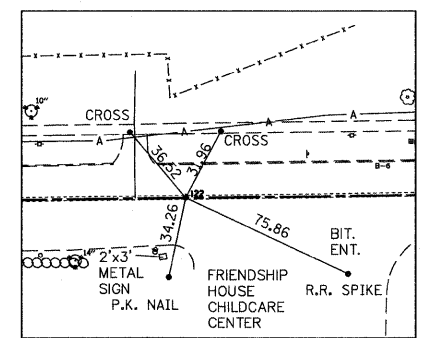 10"
A
A
CROSS
A
A
CROSS
36.52
31.96
B-6
122
34.26
75.86
BIT.
ENT.
14"
2'x3'
METAL
SIGN
P.K. NAIL
FRIENDSHIP
HOUSE
CHILDCARE
CENTER
R.R. SPIKE